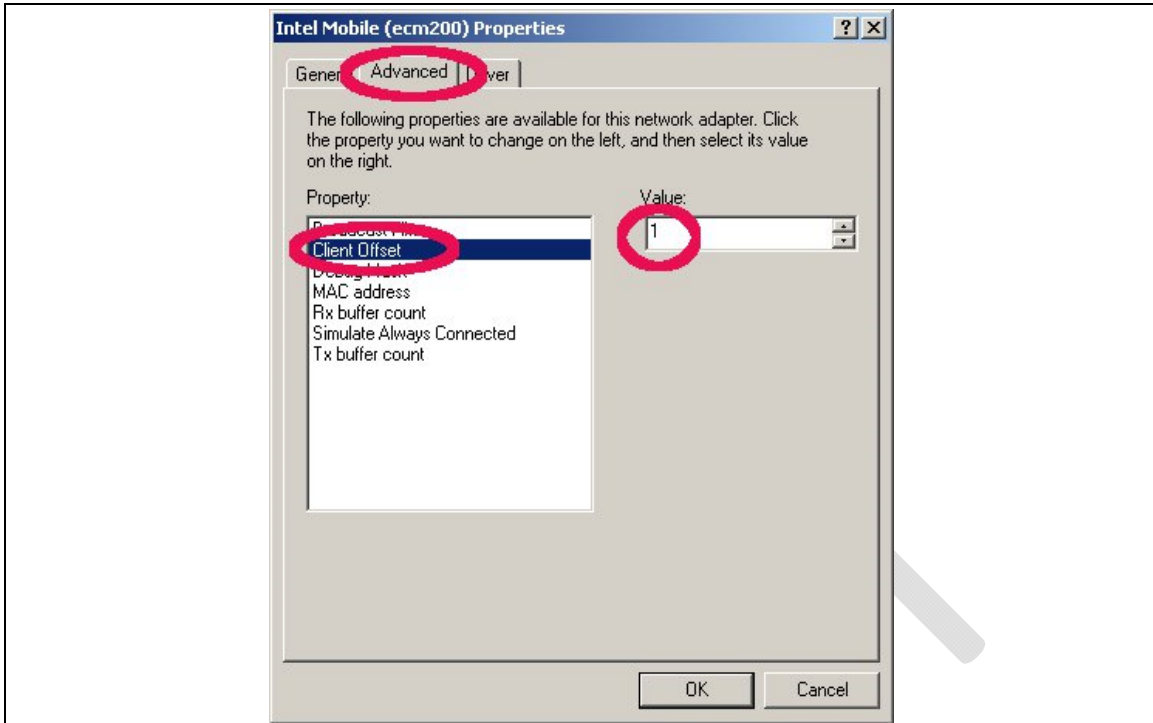 Intel Mobile (ecm200) Properties
Advanced
The following properties are available for this network adapter. Click
the property you want to change on the left, and then select its value
on the right.
Property:
Value:
1
Client Offset
MAC address
Rx buffer count
Simulate Always Connected
Tx buffer count
OK
Cancel